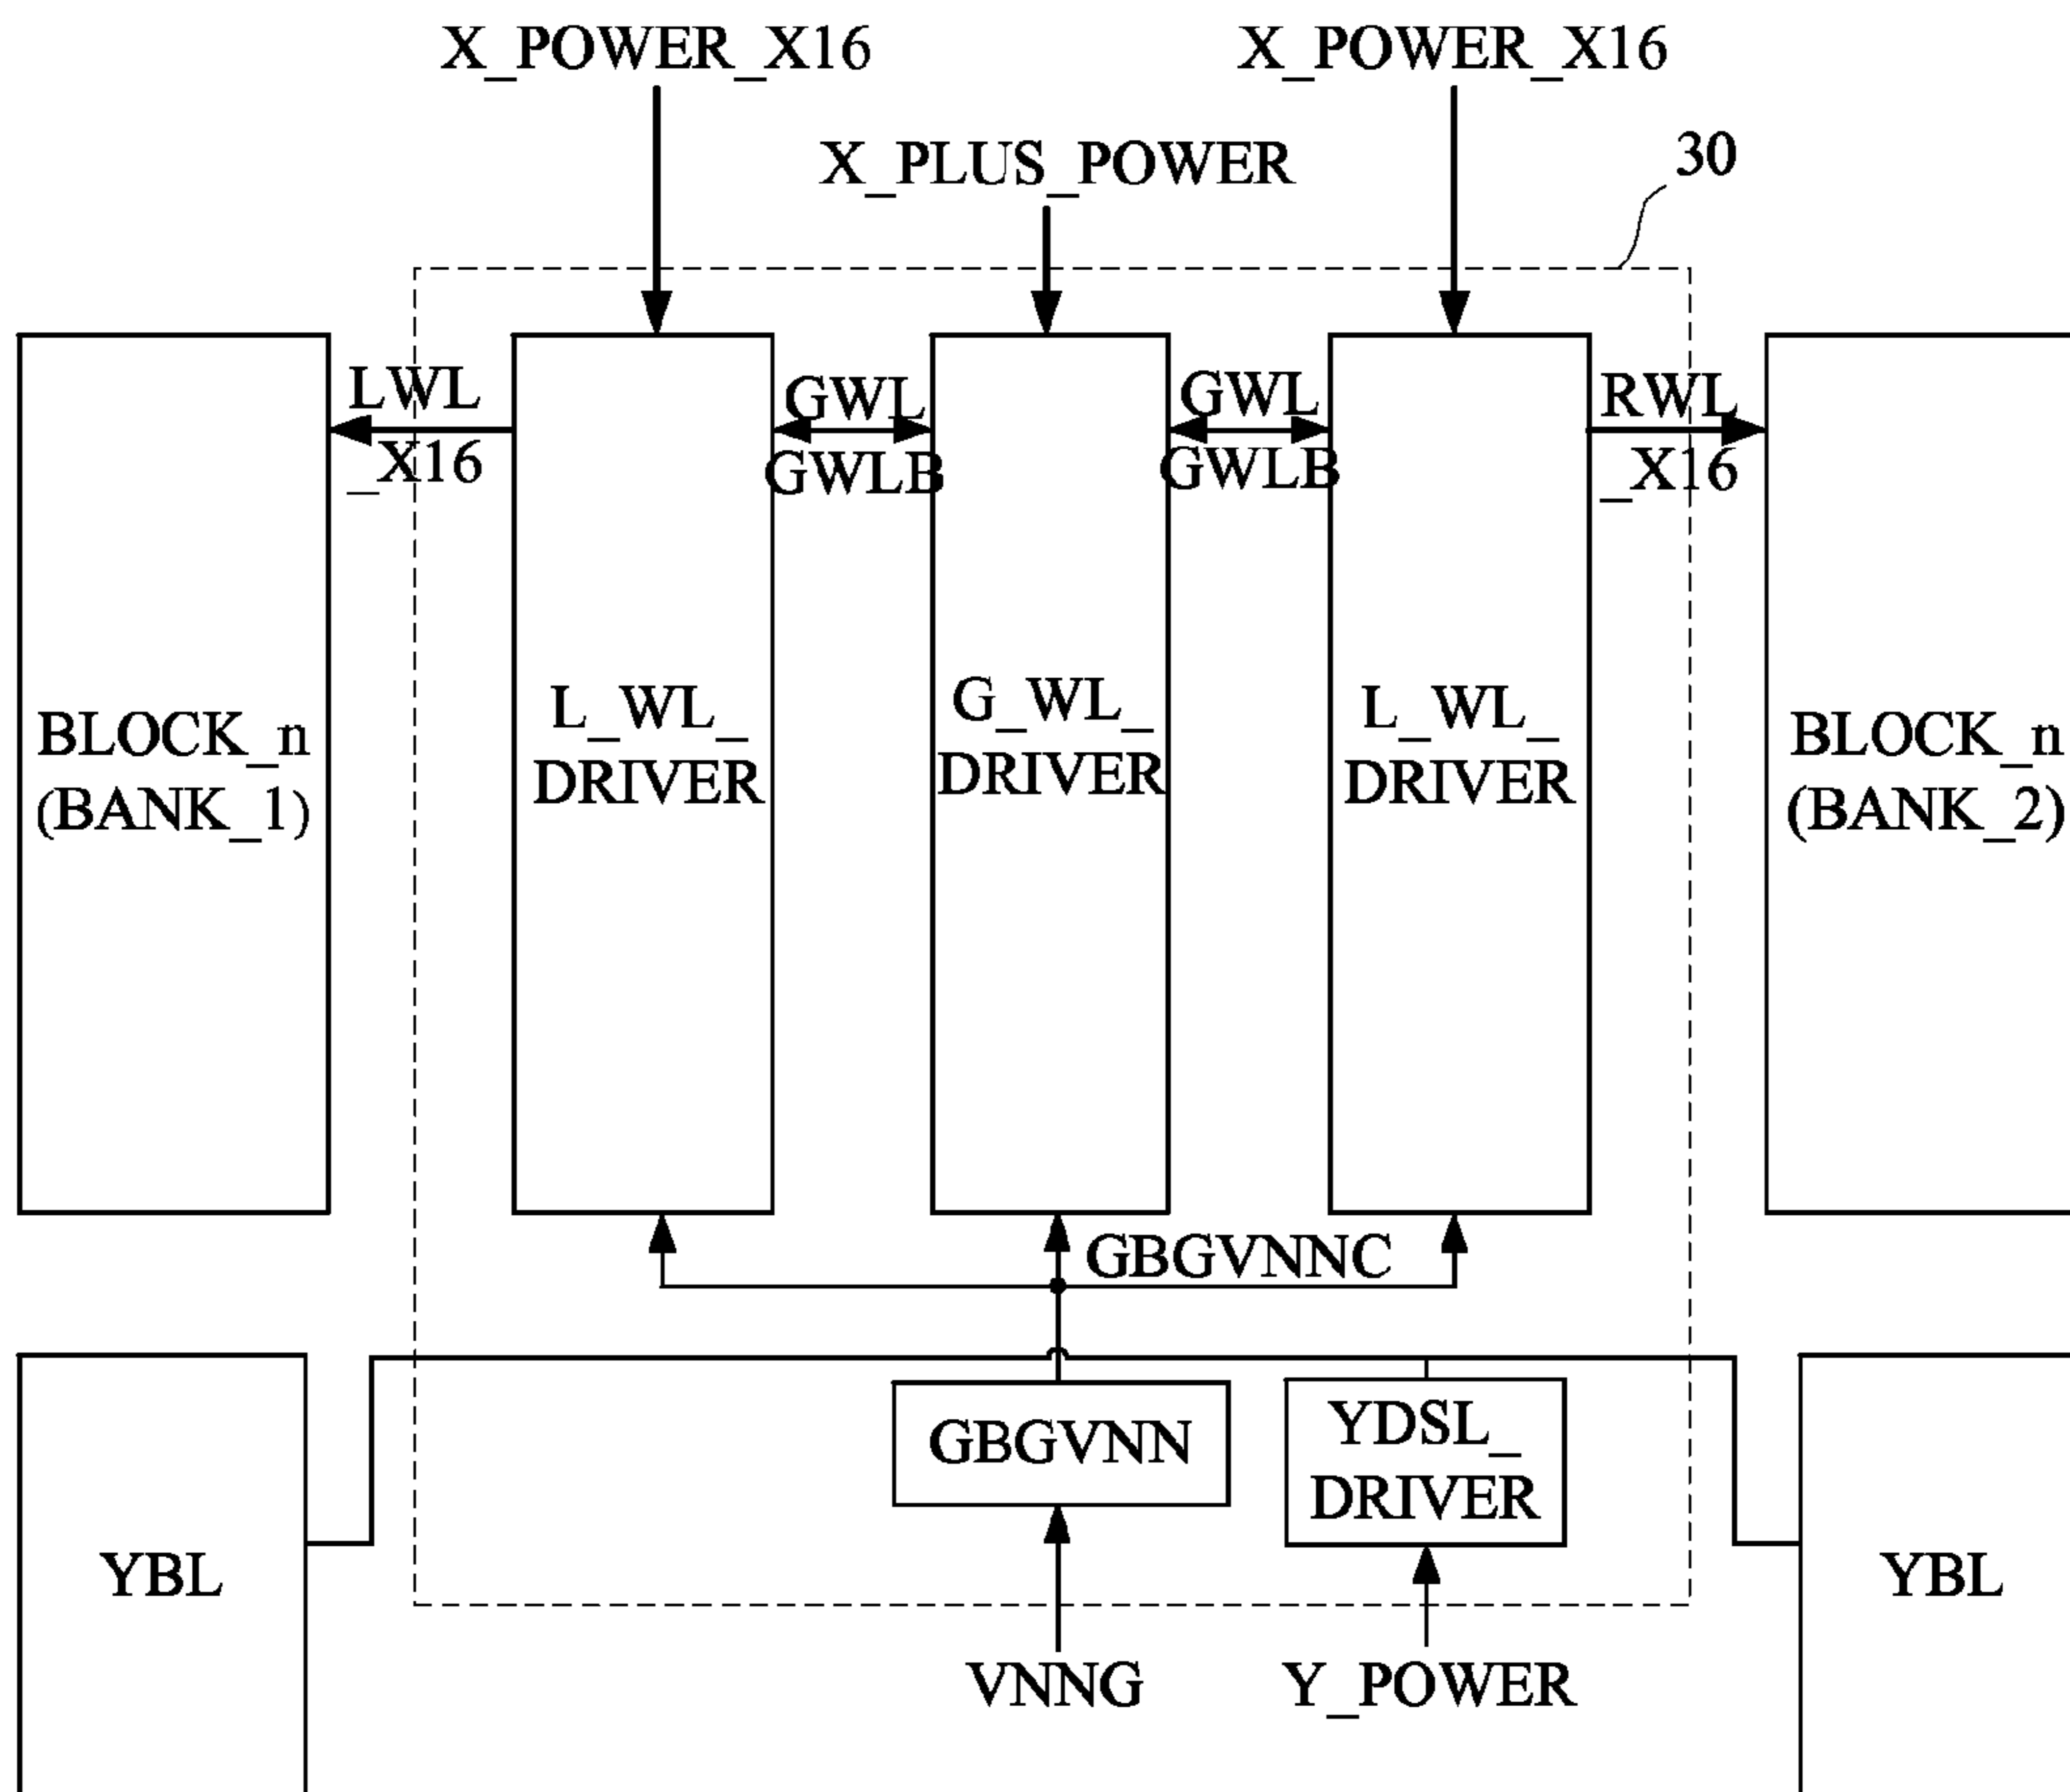 X_POWER_X16
X_POWER_X16
X_PLUS_POWER
30
LWL
_X16
GWL
GWLB
GWL
GWLB
RWL
_X16
BLOCK_n
(BANK_1)
L_WL_
DRIVER
G_WL_
DRIVER
L_WL_
DRIVER
BLOCK_n
(BANK_2)
GBGVNNC
YBL
GBGVNN
YDSL_
DRIVER
YBL
VNNG
Y_POWER